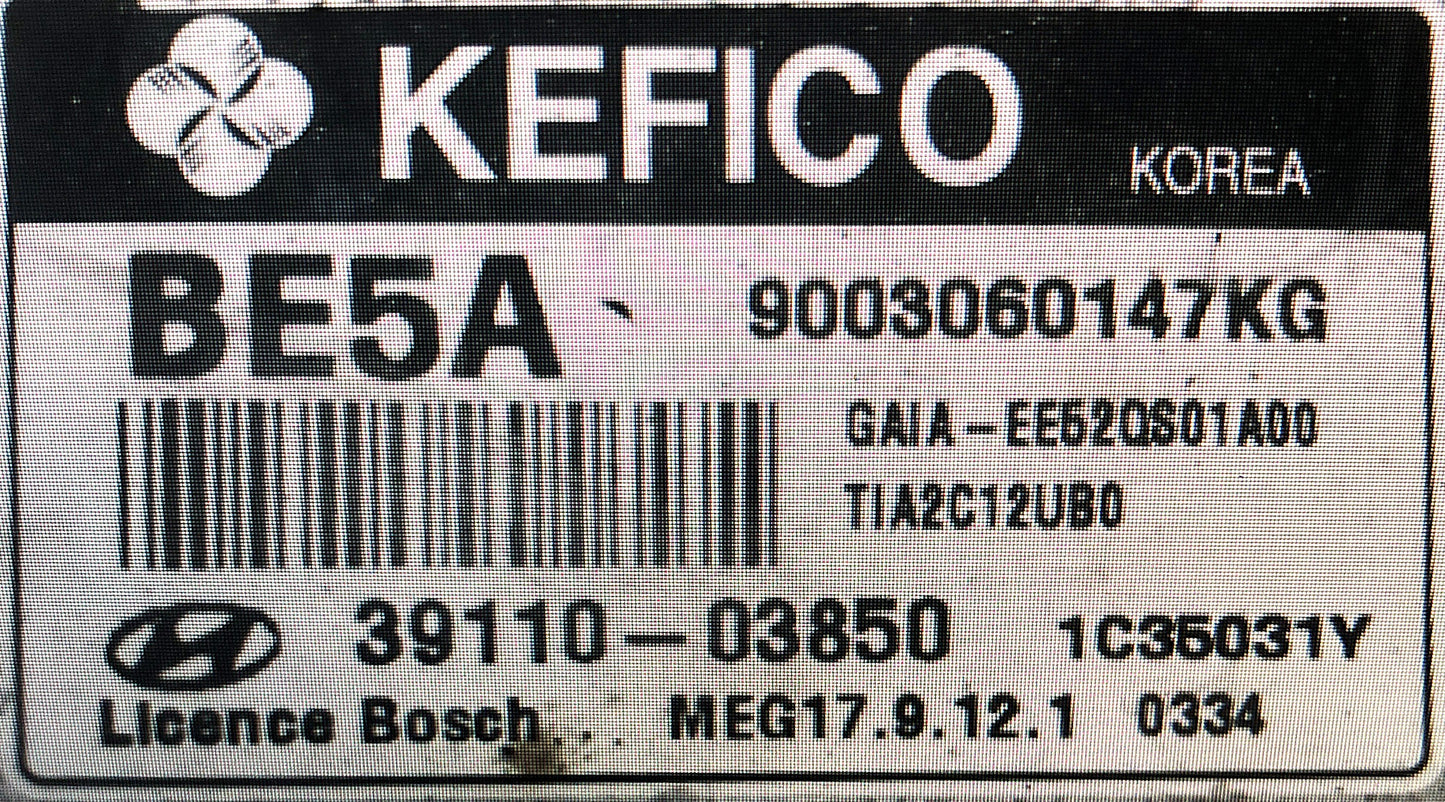 KEFICO KOREA
BE5A 9003060147KG
GAIA-EE52QS01A00
TIA2C12UB0
39110-03850 1C35031Y
Licence Bosch... MEG17.9.12.1 0334